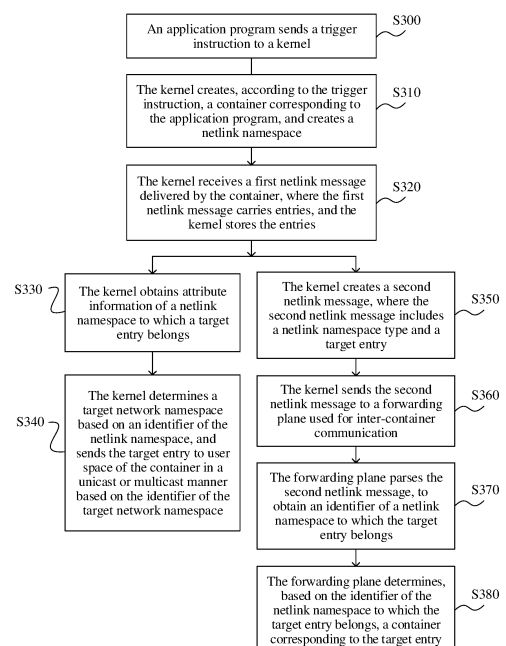 S300
An application program sends a trigger
instruction to a kernel
S310
The kernel creates, according to the trigger
instruction, a container corresponding to
the application program, and creates a
netlink namespace
S320
The kernel receives a first netlink message
delivered by the container, where the first
netlink message carries entries, and the
kernel stores the entries
S330
The kernel obtains attribute
information of a netlink
namespace to which a target
entry belongs
S340
The kernel determines a
target network namespace
based on an identifier of the
netlink namespace, and
sends the target entry to user
space of the container in a
unicast or multicast manner
based on the identifier of the
target network namespace
S350
The kernel creates a second
netlink message, where the
second netlink message includes
a netlink namespace type and a
target entry
S360
The kernel sends the second
netlink message to a forwarding
plane used for inter-container
communication
S370
The forwarding plane parses the
second netlink message, to
obtain an identifier of a netlink
namespace to which the target
entry belongs
S380
The forwarding plane determines,
based on the identifier of the
netlink namespace to which the
target entry belongs, a container
corresponding to the target entry